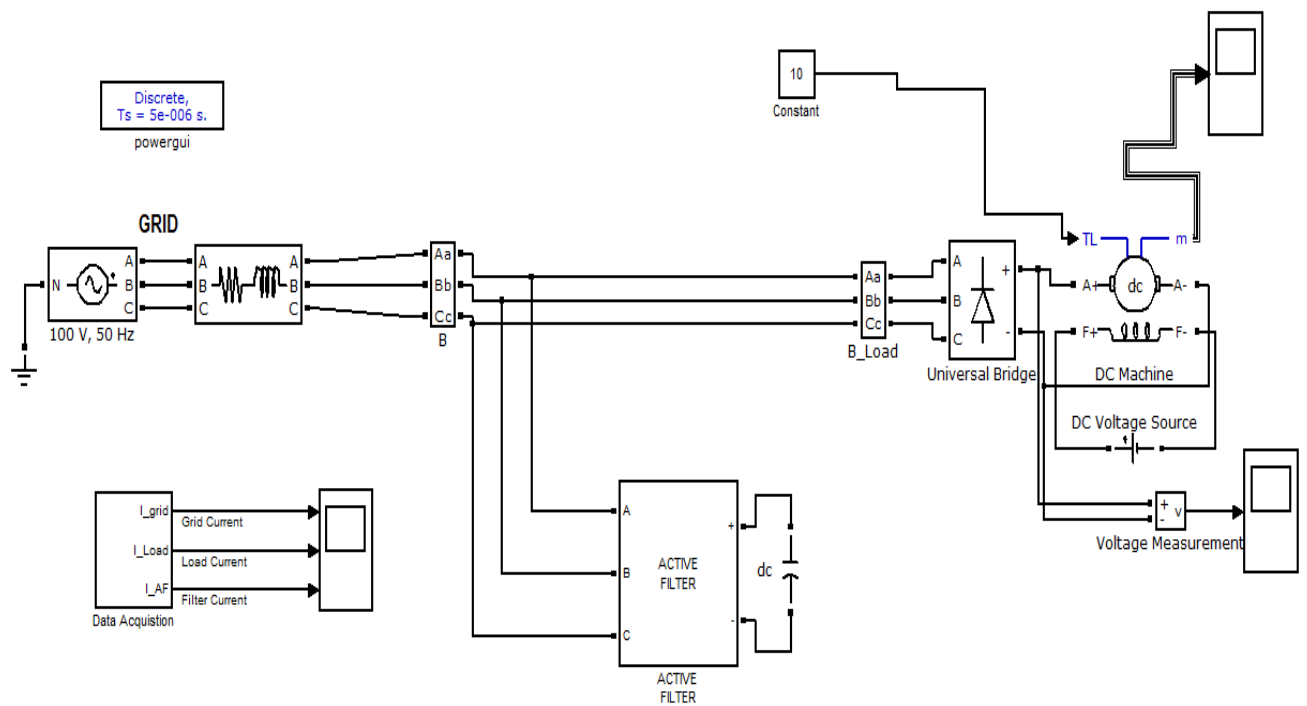 10
Constant
Discrete,
Ts = 5e-006 s.
powergui
GRID
N
A
B
C
100 V, 50 Hz
A
B
C
A
B
C
Aa
Bb
Cc
B
Aa
Bb
Cc
B_Load
A
B
C
+
-
Universal Bridge
TL
m
A+
dc
A-
F+
F-
DC Machine
DC Voltage Source
+
+
-
v
Voltage Measurement
I_grid
Grid Current
I_Load
Load Current
I_AF
Filter Current
Data Acquistion
A
B
C
ACTIVE
FILTER
+
-
dc
ACTIVE
FILTER